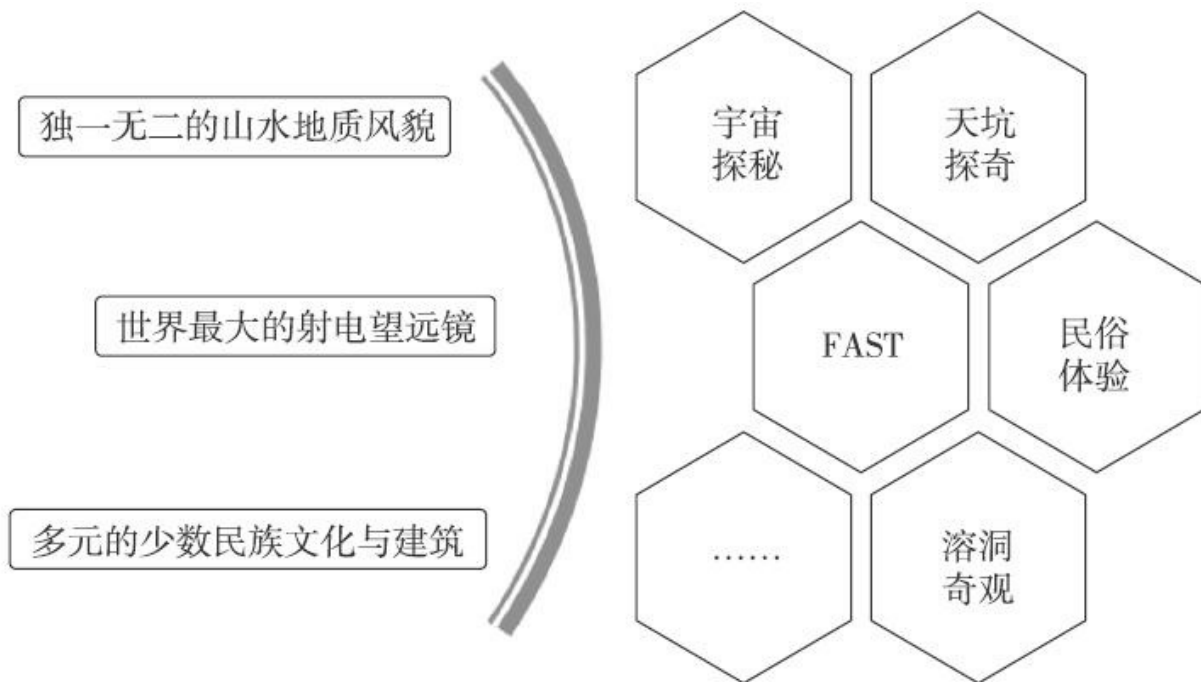 独一无二的山水地质风貌
世界最大的射电望远镜
多元的少数民族文化与建筑
宇宙
探秘
天坑
探奇
FAST
民俗
体验
……
溶洞
奇观